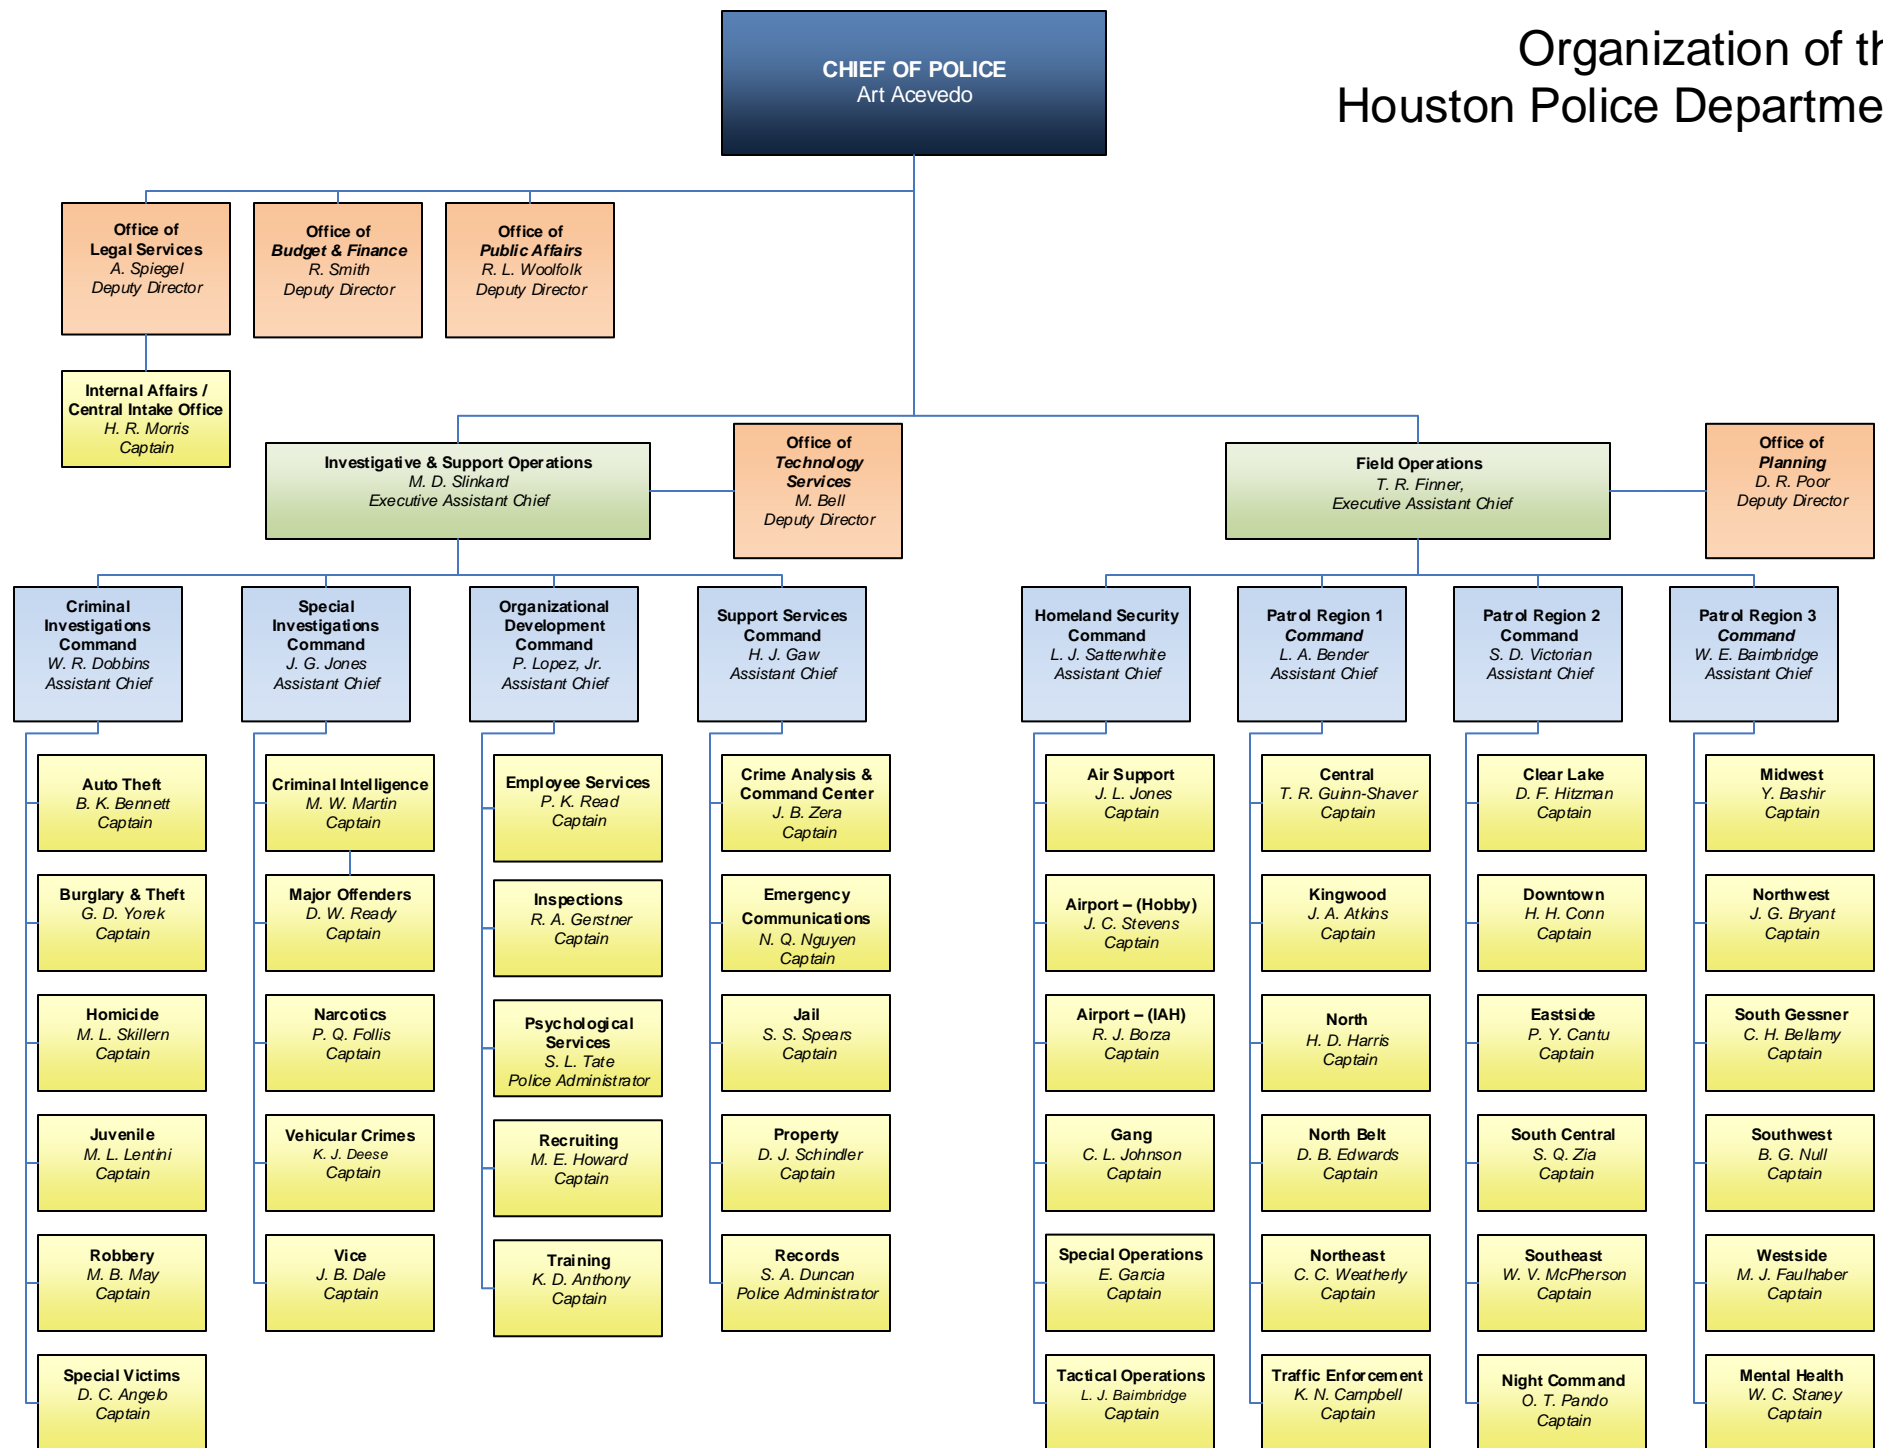 Organization of th
Houston Police Departme
CHIEF OF POLICE
Art Acevedo
Office of
Legal Services
A. Spiegel
Deputy Director
Office of
Budget & Finance
R. Smith
Deputy Director
Office of
Public Affairs
R. L. Woolfolk
Deputy Director
Internal Affairs /
Central Intake Office
H. R. Morris
Captain
Investigative & Support Operations
M. D. Slinkard
Executive Assistant Chief
Office of
Technology
Services
M. Bell
Deputy Director
Field Operations
T. R. Finner,
Executive Assistant Chief
Office of
Planning
D. R. Poor
Deputy Director
Criminal
Investigations
Command
W. R. Dobbins
Assistant Chief
Special
Investigations
Command
J. G. Jones
Assistant Chief
Organizational
Development
Command
P. Lopez, Jr.
Assistant Chief
Support Services
Command
H. J. Gaw
Assistant Chief
Homeland Security
Command
L. J. Satterwhite
Assistant Chief
Patrol Region 1
Command
L. A. Bender
Assistant Chief
Patrol Region 2
Command
S. D. Victorian
Assistant Chief
Patrol Region 3
Command
W. E. Baimbridge
Assistant Chief
Auto Theft
B. K. Bennett
Captain
Burglary & Theft
G. D. Yorek
Captain
Homicide
M. L. Skillern
Captain
Juvenile
M. L. Lentini
Captain
Robbery
M. B. May
Captain
Special Victims
D. C. Angelo
Captain
Criminal Intelligence
M. W. Martin
Captain
Major Offenders
D. W. Ready
Captain
Narcotics
P. Q. Follis
Captain
Vehicular Crimes
K. J. Deese
Captain
Vice
J. B. Dale
Captain
Employee Services
P. K. Read
Captain
Inspections
R. A. Gerstner
Captain
Psychological
Services
S. L. Tate
Police Administrator
Recruiting
M. E. Howard
Captain
Training
K. D. Anthony
Captain
Crime Analysis &
Command Center
J. B. Zera
Captain
Emergency
Communications
N. Q. Nguyen
Captain
Jail
S. S. Spears
Captain
Property
D. J. Schindler
Captain
Records
S. A. Duncan
Police Administrator
Air Support
J. L. Jones
Captain
Airport – (Hobby)
J. C. Stevens
Captain
Airport – (IAH)
R. J. Borza
Captain
Gang
C. L. Johnson
Captain
Special Operations
E. Garcia
Captain
Tactical Operations
L. J. Baimbridge
Captain
Central
T. R. Guinn-Shaver
Captain
Kingwood
J. A. Atkins
Captain
North
H. D. Harris
Captain
North Belt
D. B. Edwards
Captain
Northeast
C. C. Weatherly
Captain
Traffic Enforcement
K. N. Campbell
Captain
Clear Lake
D. F. Hitzman
Captain
Downtown
H. H. Conn
Captain
Eastside
P. Y. Cantu
Captain
South Central
S. Q. Zia
Captain
Southeast
W. V. McPherson
Captain
Night Command
O. T. Pando
Captain
Midwest
Y. Bashir
Captain
Northwest
J. G. Bryant
Captain
South Gessner
C. H. Bellamy
Captain
Southwest
B. G. Null
Captain
Westside
M. J. Faulhaber
Captain
Mental Health
W. C. Staney
Captain